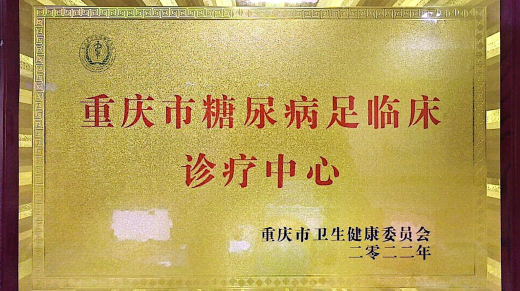 重庆市糖尿病足临床
诊疗中心
重庆市卫生健康委员会
二零二二年